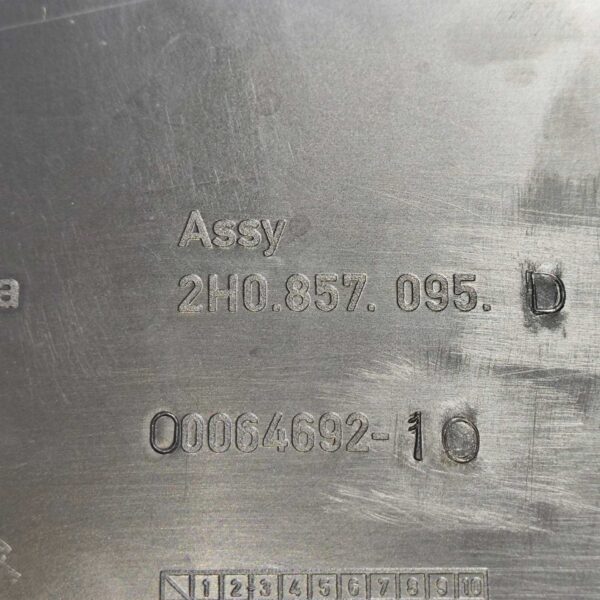 Assy
a
2H0.857. 095. D
00064692-10
1 2 3 4 5 6 7 8 9 10